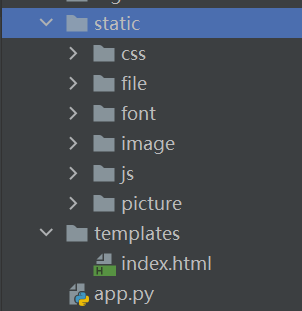 static
css
file
font
image
js
picture
templates
index.html
app.py